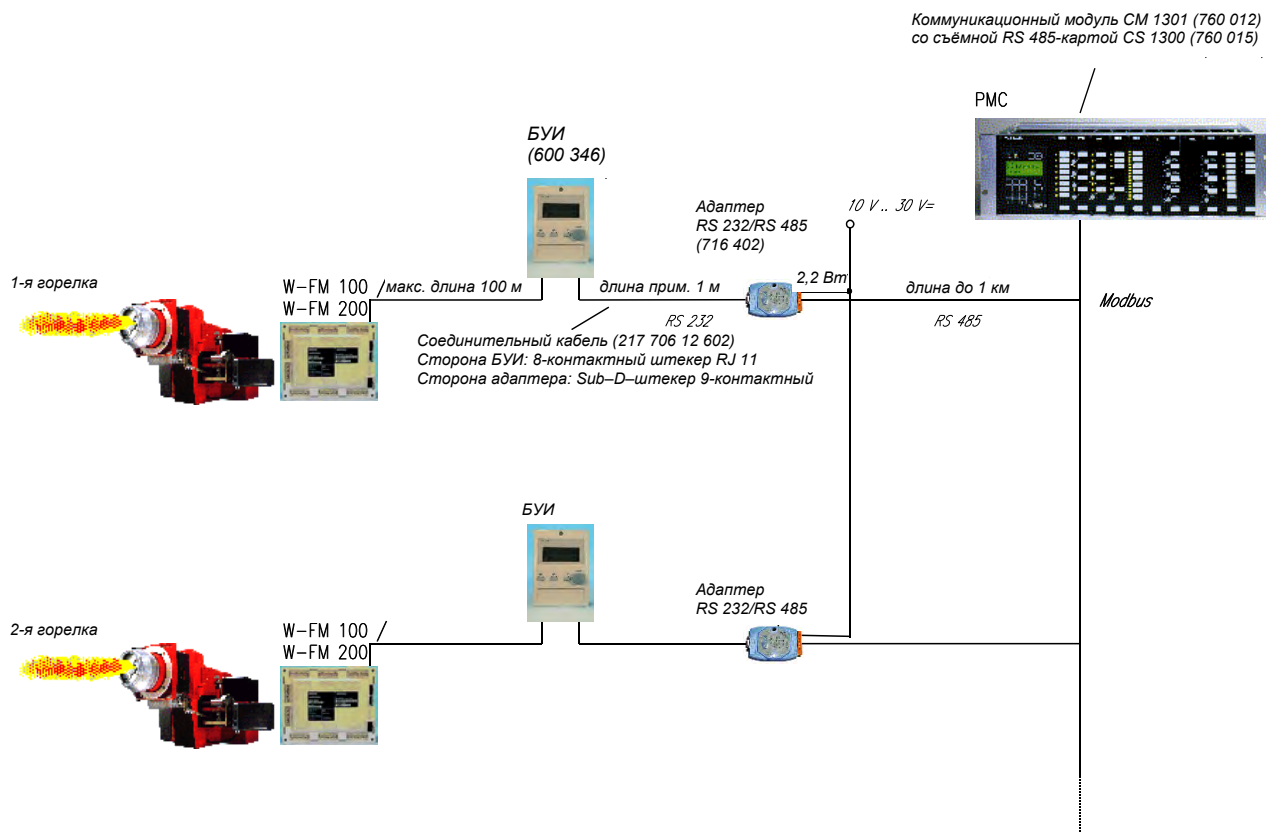 Коммуникационный модуль СМ 1301 (760 012)
со съёмной RS 485-картой CS 1300 (760 015)
PMC
БУИ
(600 346)
Адаптер
RS 232/RS 485
(716 402)
10 V .. 30 V=
1-я горелка
W-FM 100
W-FM 200
макс. длина 100 м
длина прим. 1 м
2,2 Вт
длина до 1 км
Modbus
RS 232
RS 485
Соединительный кабель (217 706 12 602)
Сторона БУИ: 8-контактный штекер RJ 11
Сторона адаптера: Sub–D–штекер 9-контактный
БУИ
Адаптер
RS 232/RS 485
2-я горелка
W-FM 100
W-FM 200